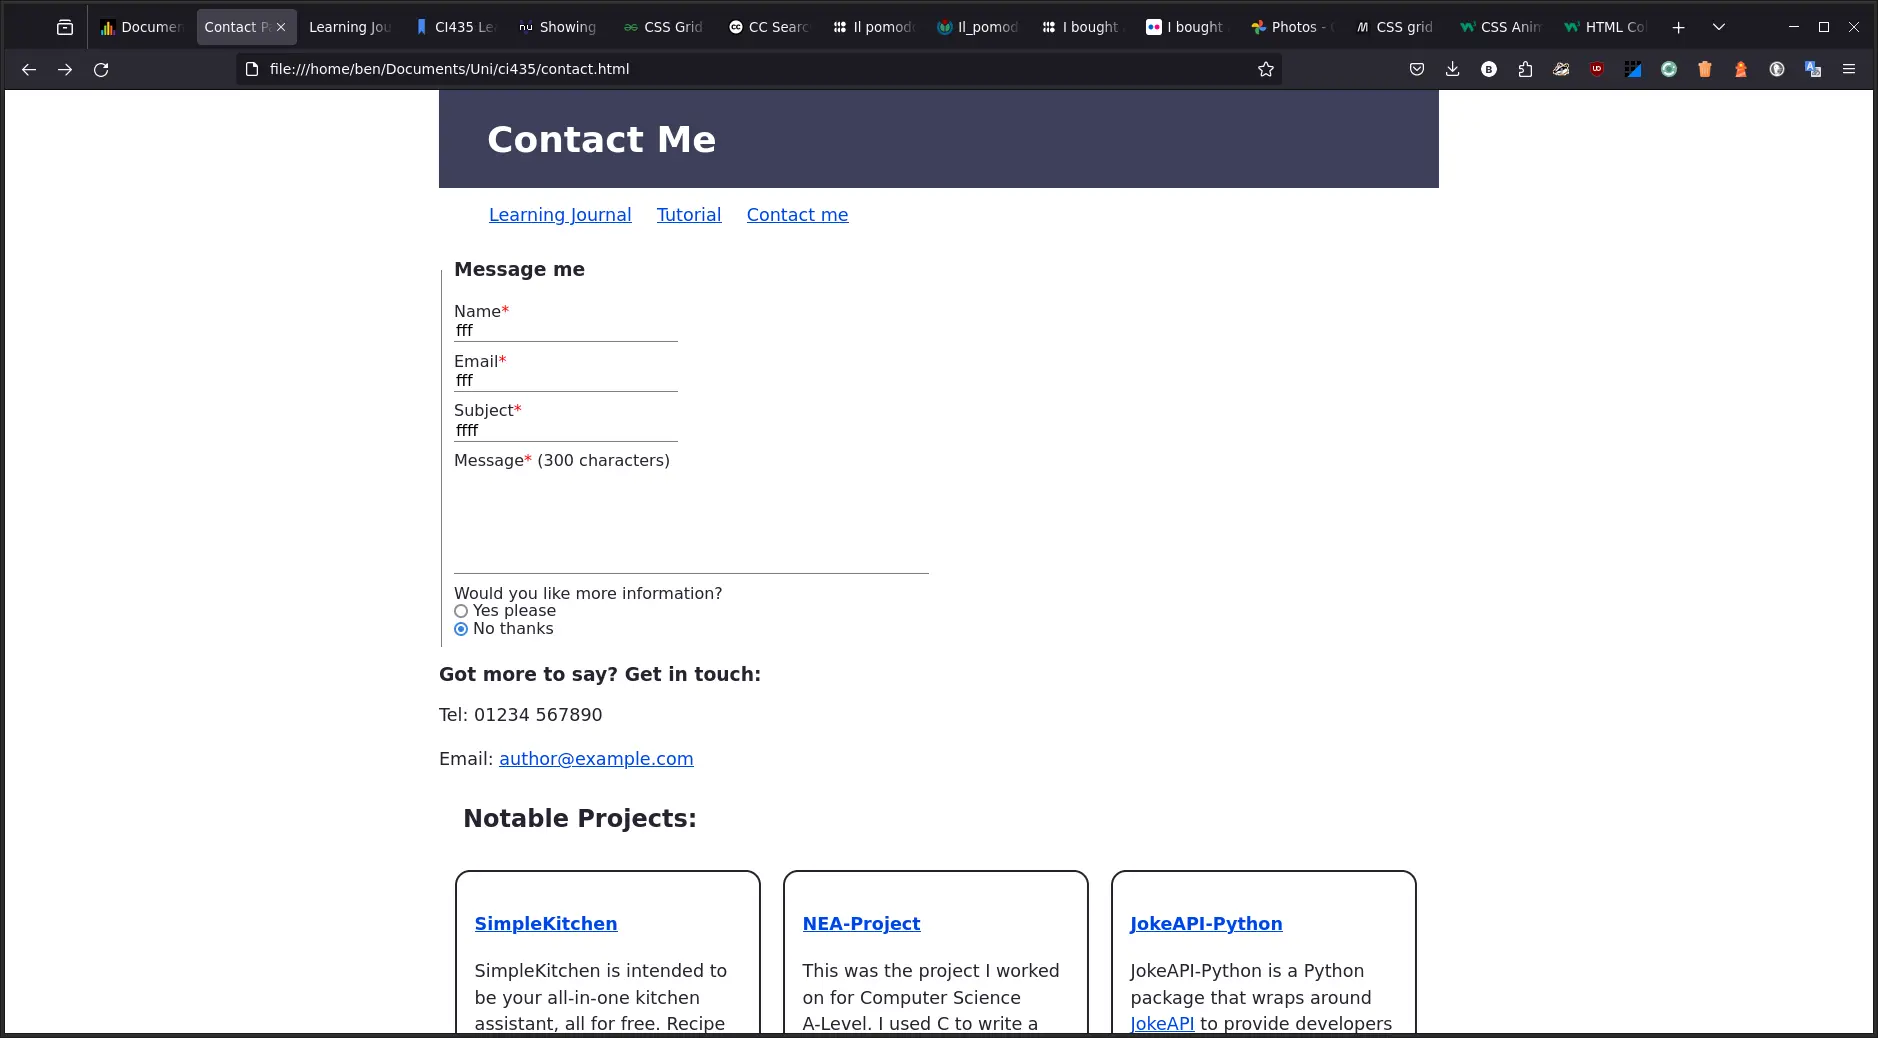 Documen
Contact P
Learning Jou
CI435 Lea
Showing
CSS Grid
CC Searc
Il pomod
Il_pomod
I bought
I bought
Photos -
CSS grid
CSS Anim
HTML Col
file:///home/ben/Documents/Uni/ci435/contact.html
Contact Me
Learning Journal Tutorial Contact me
Message me
Name*
fff
Email*
fff
Subject*
ffff
Message* (300 characters)
Would you like more information?
Yes please
No thanks
Got more to say? Get in touch:
Tel: 01234 567890
Email: author@example.com
Notable Projects:
SimpleKitchen
SimpleKitchen is intended to
be your all-in-one kitchen
assistant, all for free. Recipe
NEA-Project
This was the project I worked
on for Computer Science
A-Level. I used C to write a
JokeAPI-Python
JokeAPI-Python is a Python
package that wraps around
JokeAPI to provide developers